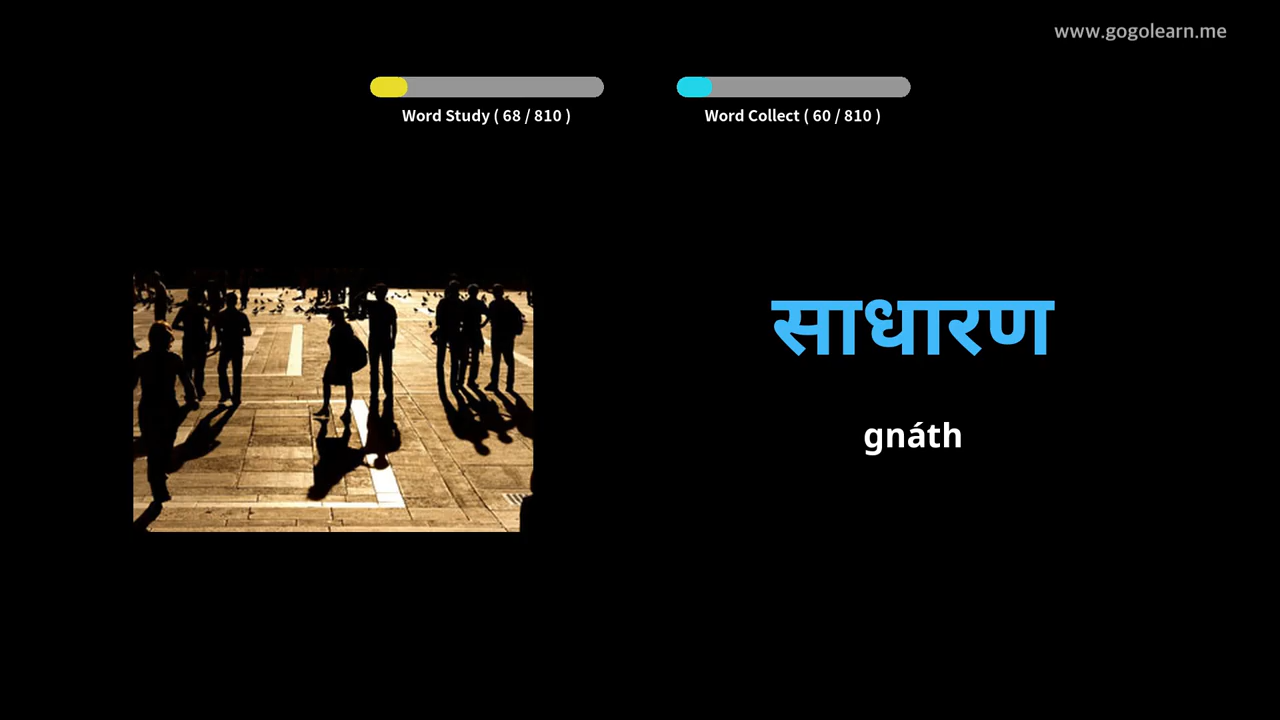 www.gogolearn.me
Word Study ( 68 / 810 )
Word Collect ( 60 / 810 )
साधारण
gnáth